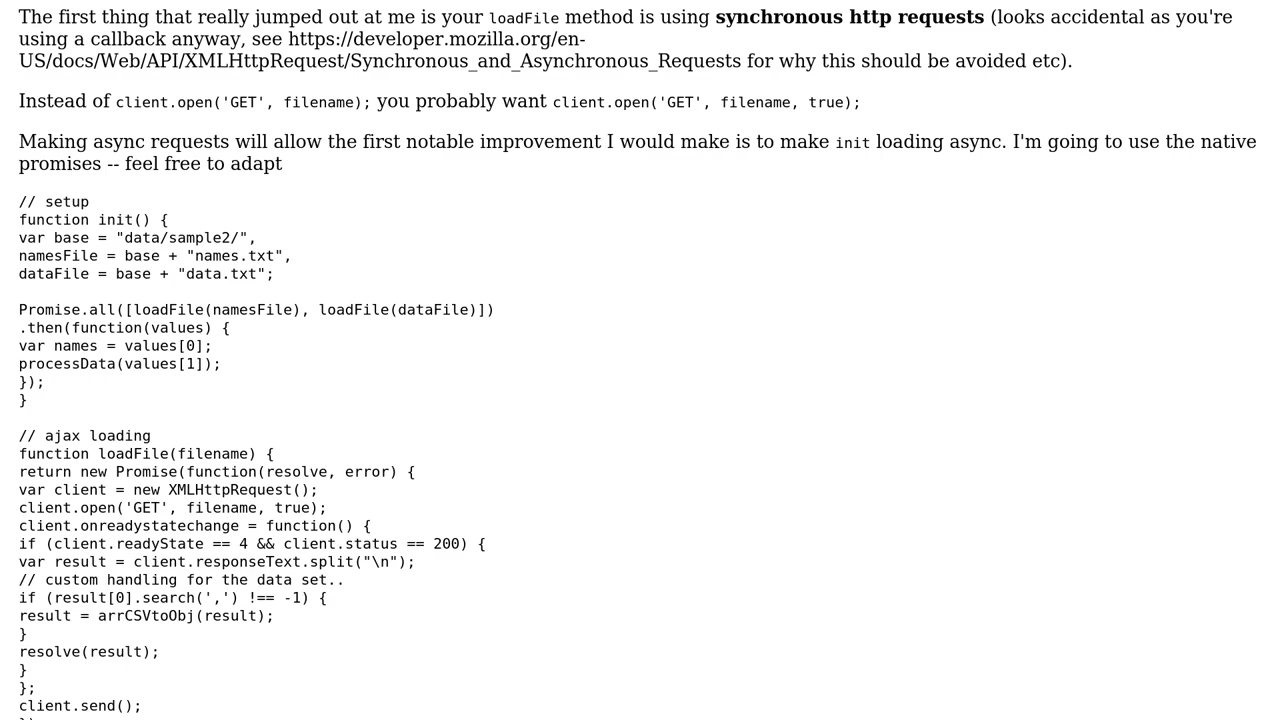 The first thing that really jumped out at me is your loadFile method is using synchronous http requests (looks accidental as you're
using a callback anyway, see https://developer.mozilla.org/en-
US/docs/Web/API/XMLHttpRequest/Synchronous_and_Asynchronous_Requests for why this should be avoided etc).
Instead of client.open('GET', filename); you probably want client.open('GET', filename, true);
Making async requests will allow the first notable improvement I would make is to make init loading async. I'm going to use the native
promises -- feel free to adapt
// setup
function init() {
var base = "data/sample2/",
namesFile = base + "names.txt",
dataFile = base + "data.txt";
Promise.all([loadFile(namesFile), loadFile(dataFile)])
.then(function(values) {
var names = values[0];
processData(values[1]);
});
}
// ajax loading
function loadFile(filename) {
return new Promise(function(resolve, error) {
var client = new XMLHttpRequest();
client.open('GET', filename, true);
client.onreadystatechange = function() {
if (client.readyState == 4 && client.status == 200) {
var result = client.responseText.split("\n");
// custom handling for the data set..
if (result[0].search(',') !== -1) {
result = arrCSVtoObj(result);
}
resolve(result);
}
};
client.send();